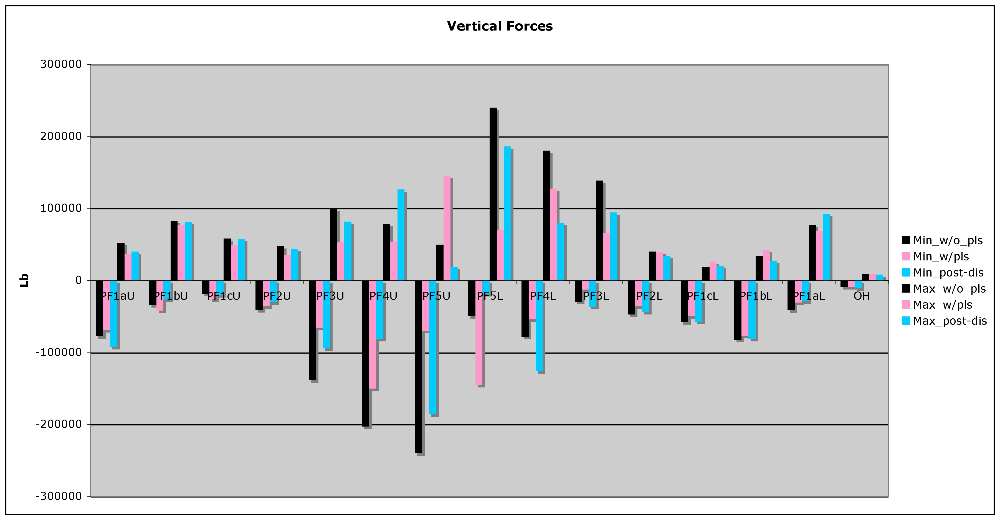 Vertical Forces
300000
200000
100000
0
-100000
-200000
-300000
Lb
PF1aU PF1bU PF1cU PF2U PF3U PF4U PF5U PF5L PF4L PF3L PF2L PF1cL PF1bL PF1aL OH
Min_w/o_pls
Min_w/pls
Min_post-dis
Max_w/o_pls
Max_w/pls
Max_post-dis